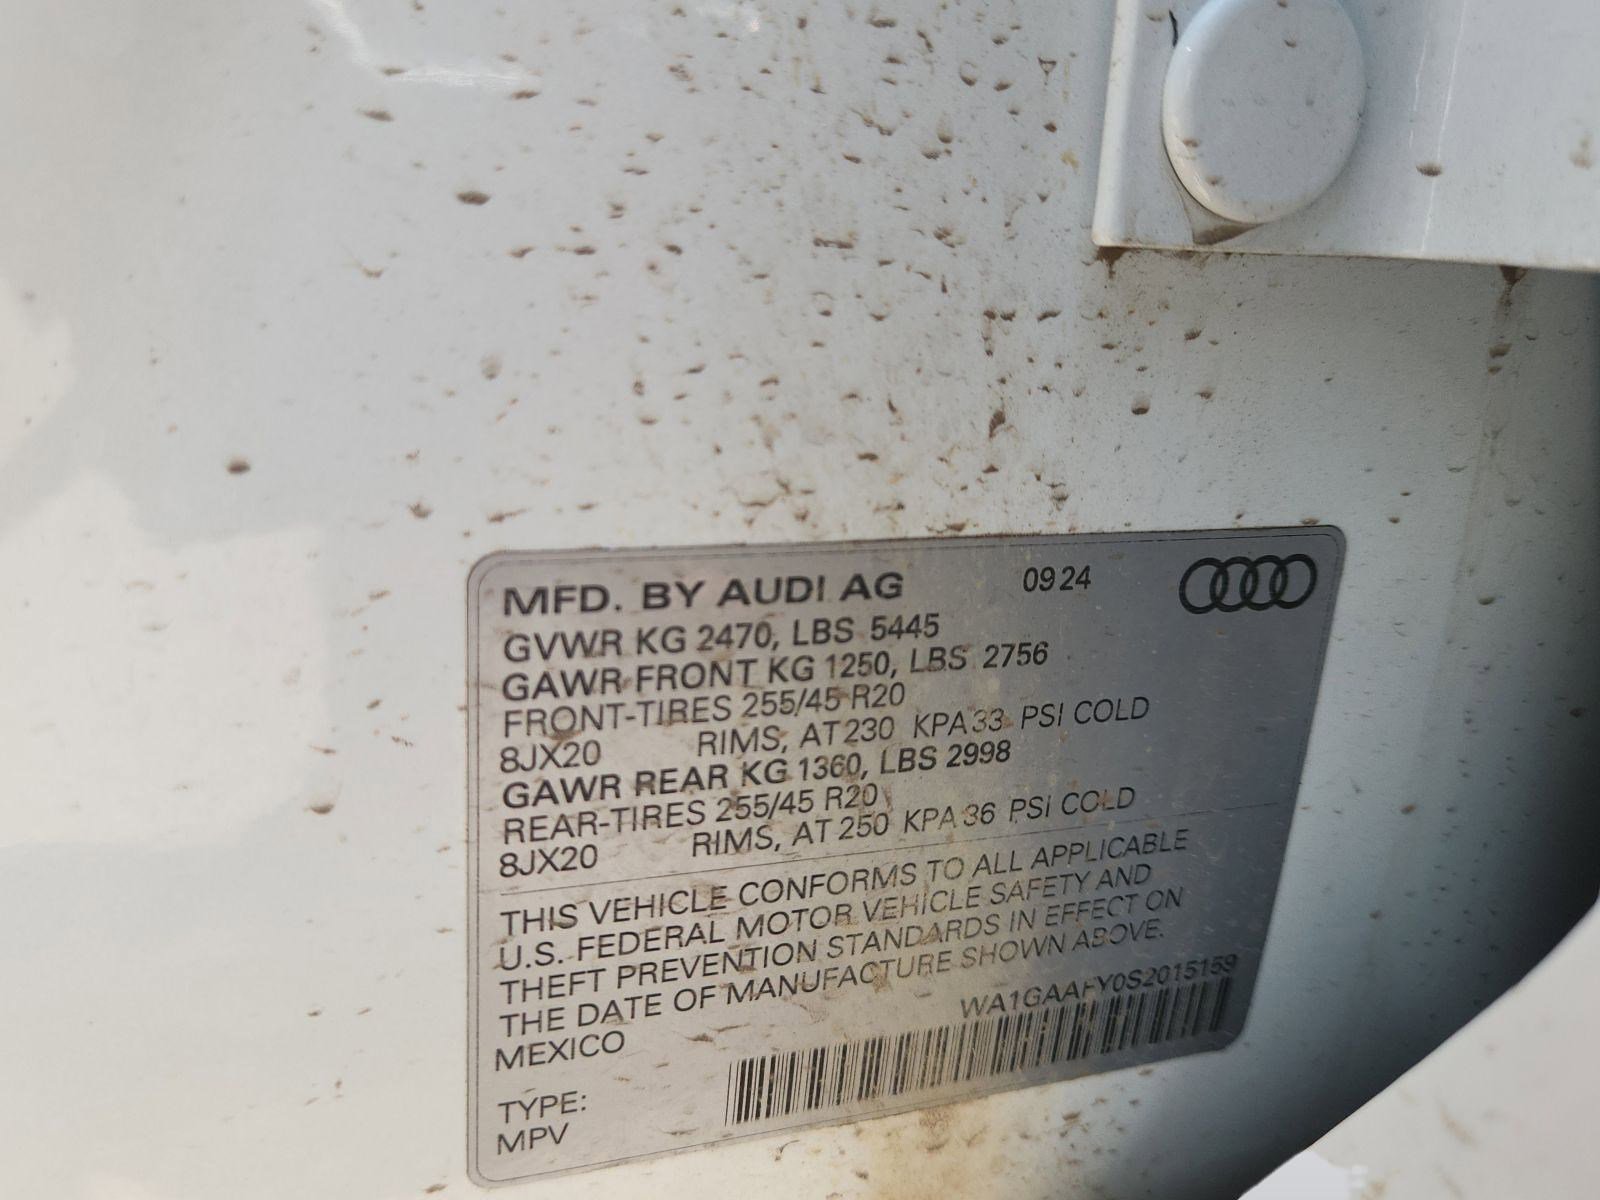 MFD. BY AUDI AG 09 24
GVWR KG 2470, LBS 5445
GAWR FRONT KG 1250, LBS 2756
FRONT-TIRES 255/45 R20
8JX20 RIMS, AT 230 KPA 33 PSI COLD
GAWR REAR KG 1360, LBS 2998
REAR-TIRES 255/45 R20
8JX20 RIMS, AT 250 KPA 36 PSI COLD
THIS VEHICLE CONFORMS TO ALL APPLICABLE
U.S. FEDERAL MOTOR VEHICLE SAFETY AND
THEFT PREVENTION STANDARDS IN EFFECT ON
THE DATE OF MANUFACTURE SHOWN ABOVE.
MEXICO WA1GAAFY0S2015159
TYPE:
MPV